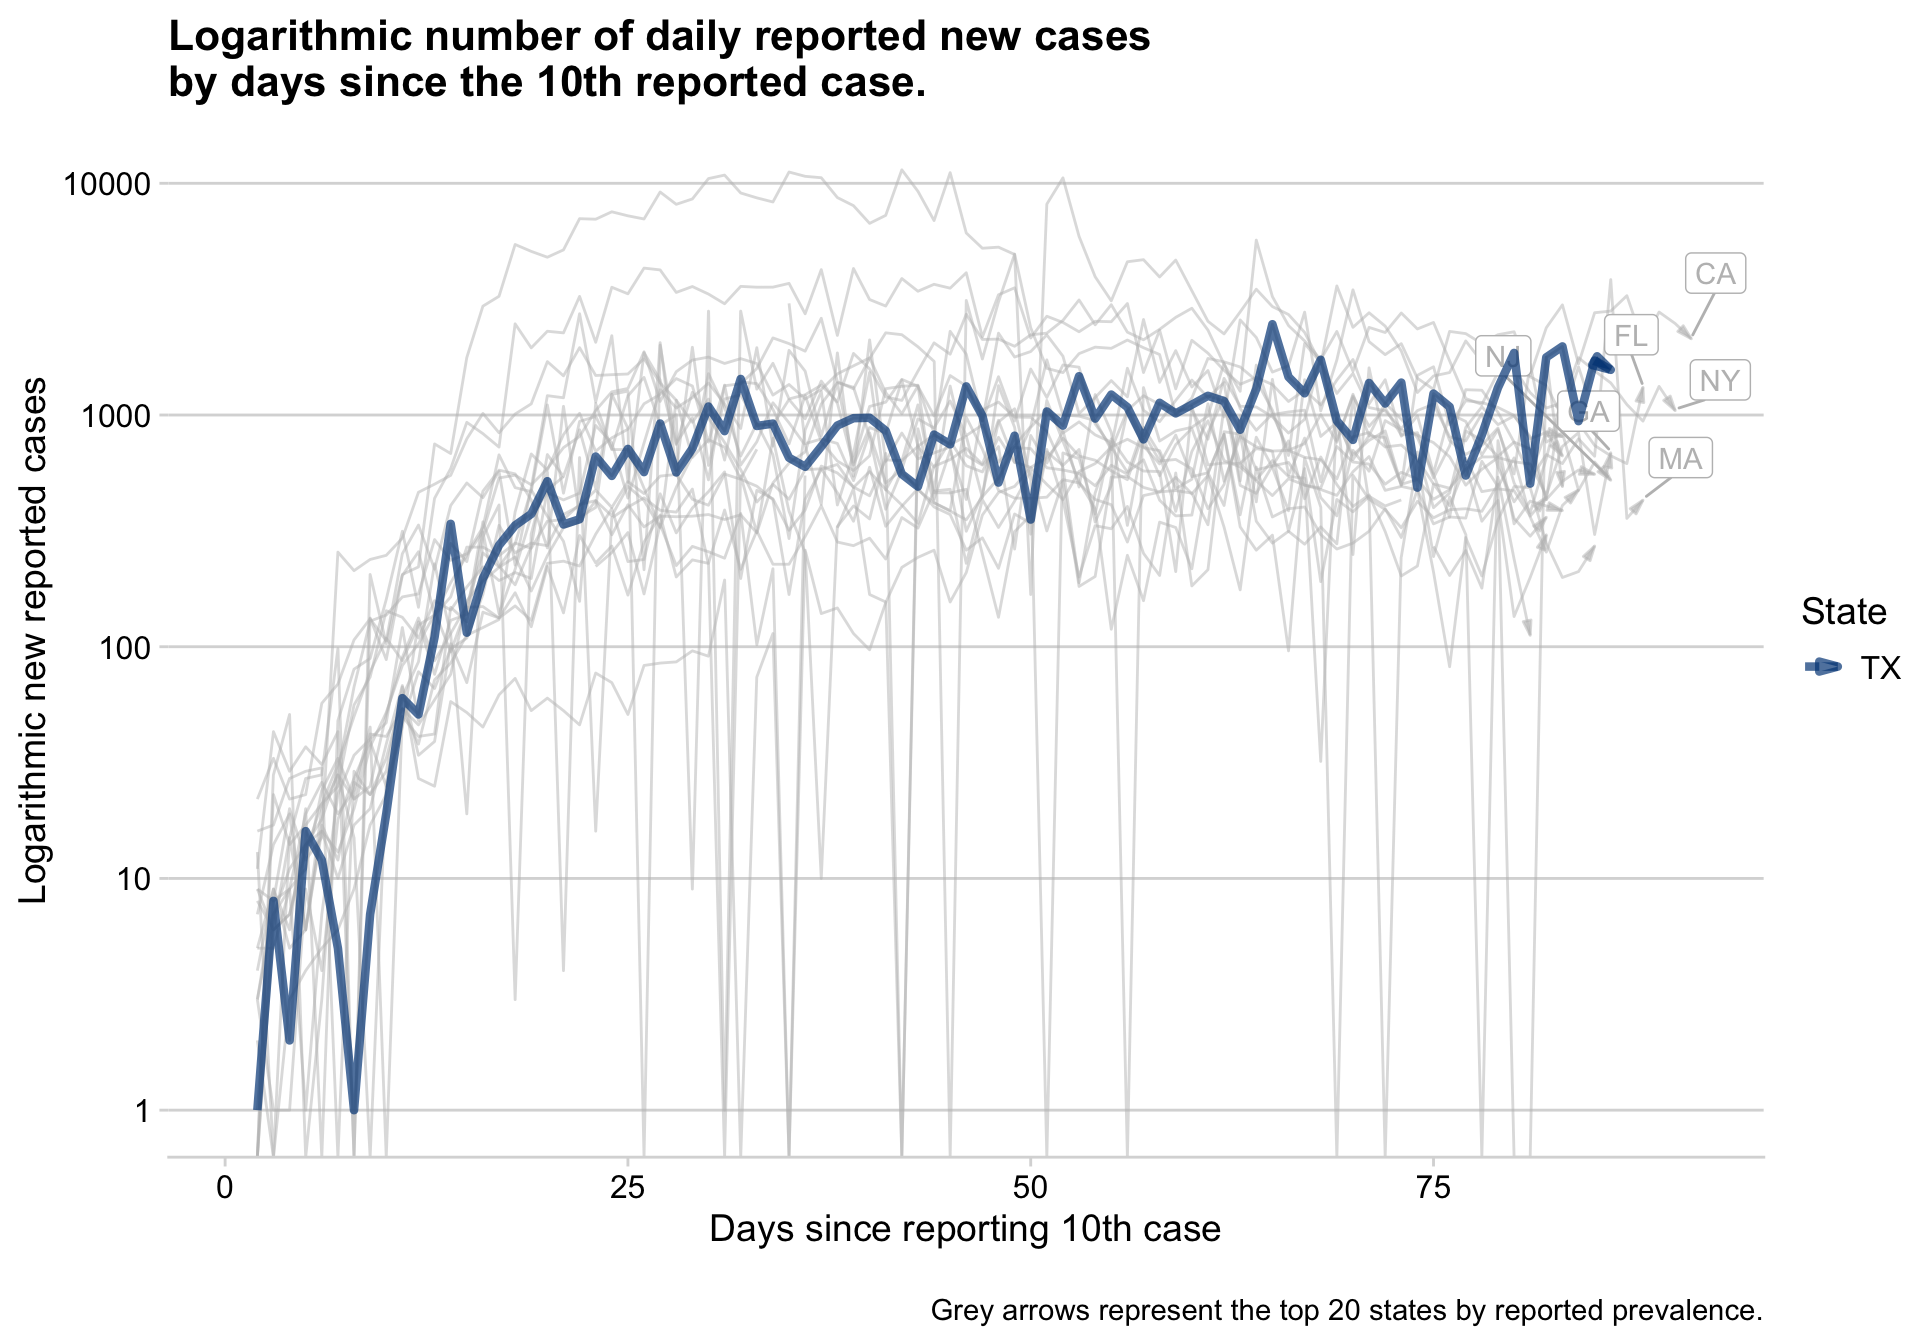 Logarithmic number of daily reported new cases
by days since the 10th reported case.
Logarithmic new reported cases
10000
1000
100
10
1
CA
FL
NJ
NY
GA
MA
State
TX
0
25
50
75
Days since reporting 10th case
Grey arrows represent the top 20 states by reported prevalence.